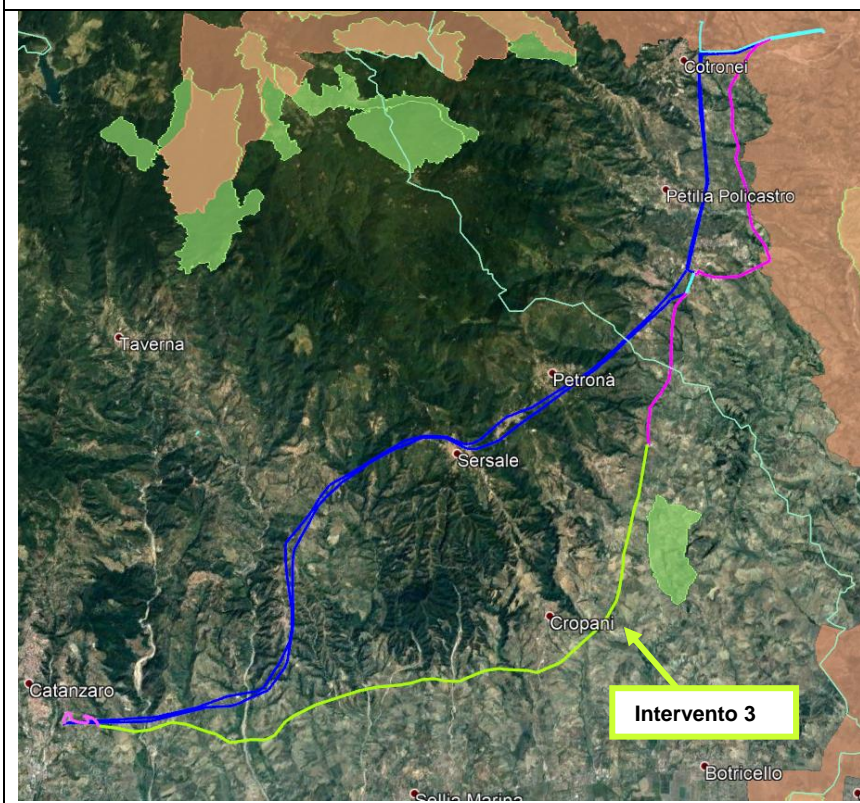 Cotronei
Petilia Policastro
Taverna
Petronà
Sersale
Cropani
Catanzaro
Intervento 3
Botricello
Sellia Marina